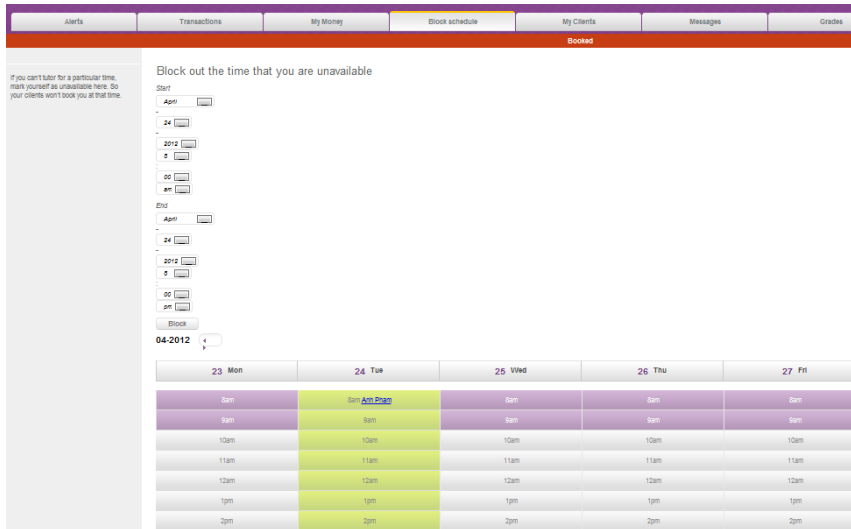 Alerts Transactions My Money Block schedule My Clients Messages Grades
Booked
If you can't tutor for a particular time,
mark yourself as unavailable here. So
your clients won't book you at that time.
Block out the time that you are unavailable
Start
April
-
24
-
2012
8
:
00
am
End
April
-
24
-
2012
8
:
00
pm
Block
04-2012
23 Mon 24 Tue 25 Wed 26 Thu 27 Fri
8am 8am Anh Pham 8am 8am 8am
9am 9am 9am 9am 9am
10am 10am 10am 10am 10am
11am 11am 11am 11am 11am
12am 12am 12am 12am 12am
1pm 1pm 1pm 1pm 1pm
2pm 2pm 2pm 2pm 2pm